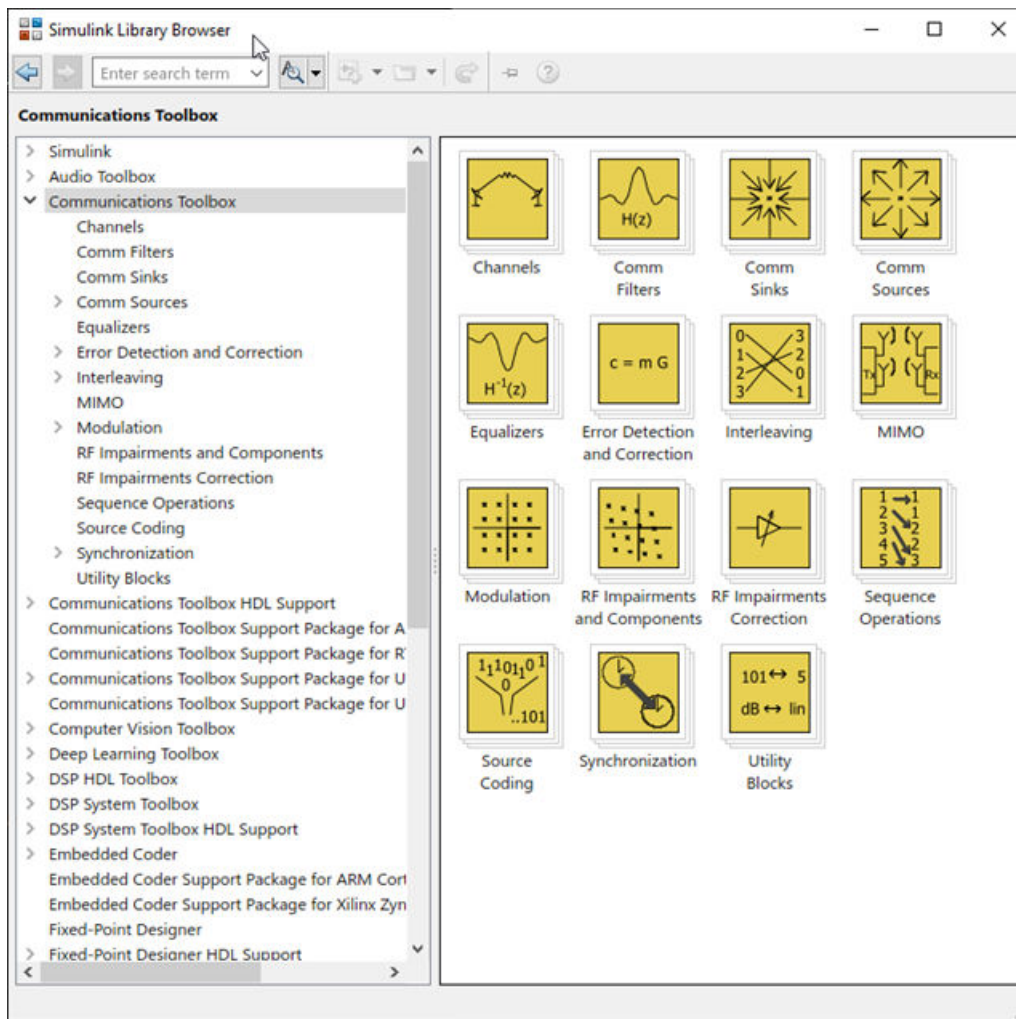 Simulink Library Browser
Enter search term
Communications Toolbox
Simulink
Audio Toolbox
Communications Toolbox
Channels
Comm Filters
Comm Sinks
Comm Sources
Equalizers
Error Detection and Correction
Interleaving
MIMO
Modulation
RF Impairments and Components
RF Impairments Correction
Sequence Operations
Source Coding
Synchronization
Utility Blocks
Communications Toolbox HDL Support
Communications Toolbox Support Package for A
Communications Toolbox Support Package for R
Communications Toolbox Support Package for U
Communications Toolbox Support Package for U
Computer Vision Toolbox
Deep Learning Toolbox
DSP HDL Toolbox
DSP System Toolbox
DSP System Toolbox HDL Support
Embedded Coder
Embedded Coder Support Package for ARM Cort
Embedded Coder Support Package for Xilinx Zyn
Fixed-Point Designer
Fixed-Point Designer HDL Support
Channels
H(z)
Comm
Filters
Comm
Sinks
Comm
Sources
H⁻¹(z)
Equalizers
c = m G
Error Detection
and Correction
0 3
1 2
2 0
3 1
Interleaving
Tx Rx
MIMO
Modulation
RF Impairments
and Components
RF Impairments
Correction
1 1
2 1
3 2
4 2
5 3
Sequence
Operations
1110110 1
0
..101
Source
Coding
Synchronization
101↔ 5
dB ↔ lin
Utility
Blocks